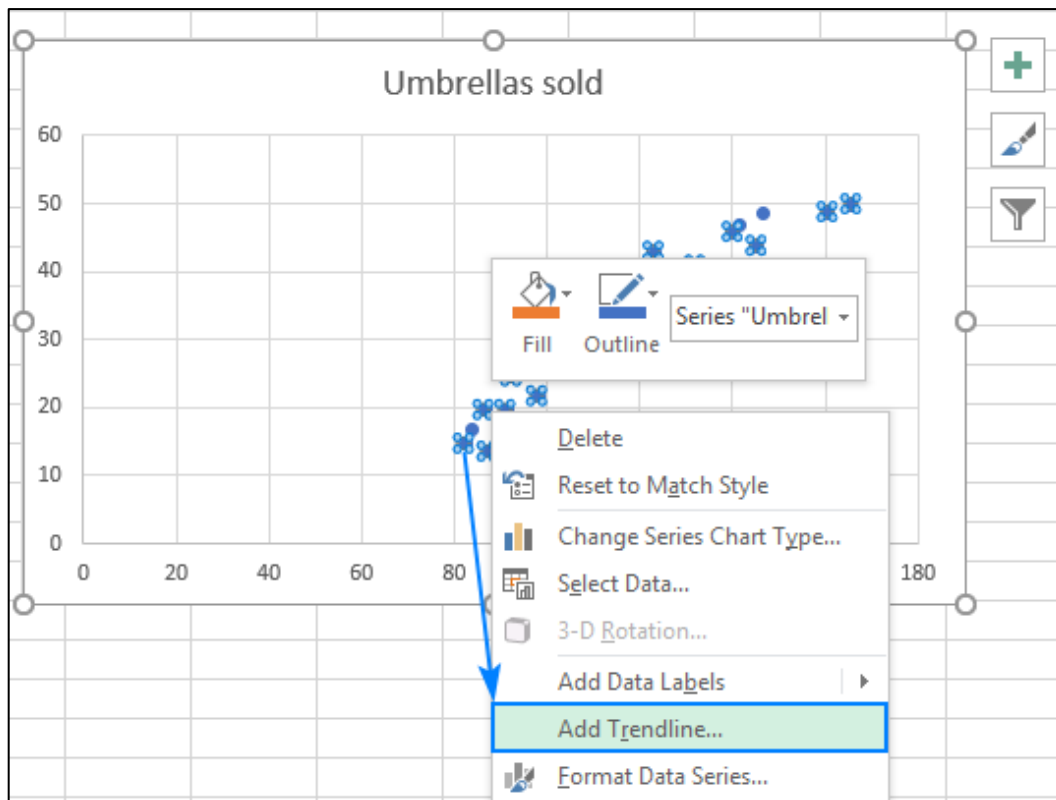 Umbrellas sold
60
50
40
30
20
10
0
0 20 40 60 80 180
Fill Outline Series "Umbrel
Delete
Reset to Match Style
Change Series Chart Type...
Select Data...
3-D Rotation...
Add Data Labels
Add Trendline...
Format Data Series...